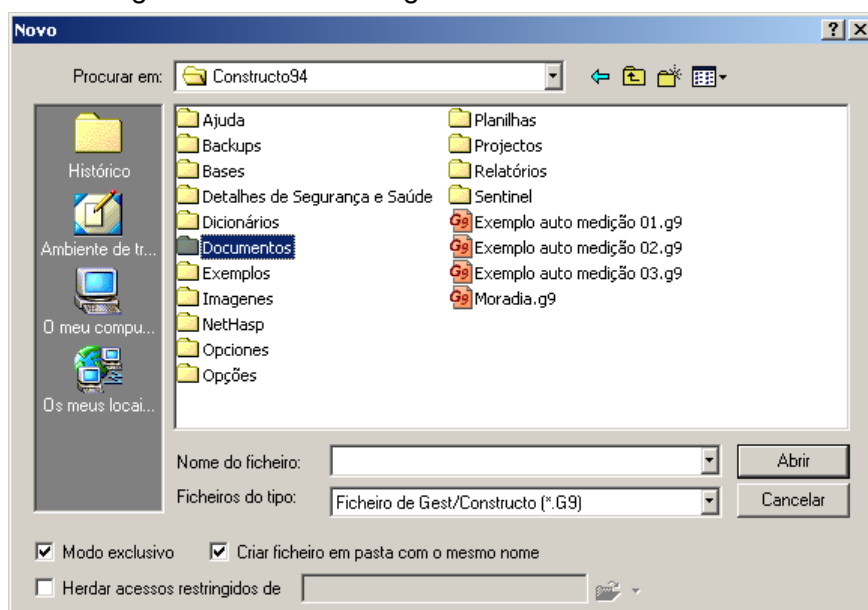 Novo
Procurar em: Constructo94
Histórico
Ambiente de tr...
O meu compu...
Os meus locai...
Ajuda
Backups
Bases
Detalhes de Segurança e Saúde
Dicionários
Documentos
Exemplos
Imagenes
NetHasp
Opciones
Opções
Planilhas
Projectos
Relatórios
Sentinel
Exemplo auto medição 01.g9
Exemplo auto medição 02.g9
Exemplo auto medição 03.g9
Moradia.g9
Nome do ficheiro: Abrir
Ficheiros do tipo: Ficheiro de Gest/Constructo (*.G9) Cancelar
Modo exclusivo Criar ficheiro em pasta com o mesmo nome
Herdar acessos restringidos de